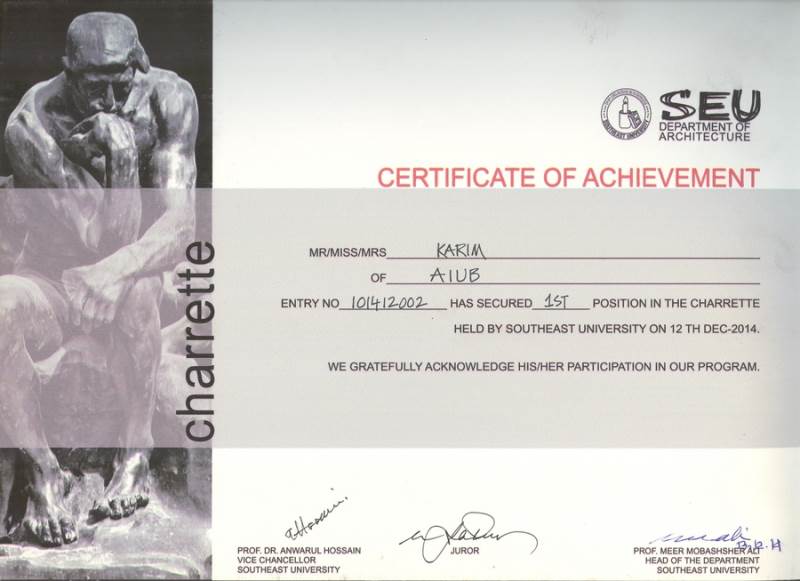 SEU
DEPARTMENT OF
ARCHITECTURE
SOUTHEAST UNIVERSITY
CERTIFICATE OF ACHIEVEMENT
charrette
MR/MISS/MRS KARIM
OF AIUB
ENTRY NO 101412002 HAS SECURED 1ST POSITION IN THE CHARRETTE
HELD BY SOUTHEAST UNIVERSITY ON 12 TH DEC-2014.
WE GRATEFULLY ACKNOWLEDGE HIS/HER PARTICIPATION IN OUR PROGRAM.
PROF. DR. ANWARUL HOSSAIN
VICE CHANCELLOR
SOUTHEAST UNIVERSITY
JUROR
PROF. MEER MOBASHSHER ALI
HEAD OF THE DEPARTMENT
SOUTHEAST UNIVERSITY